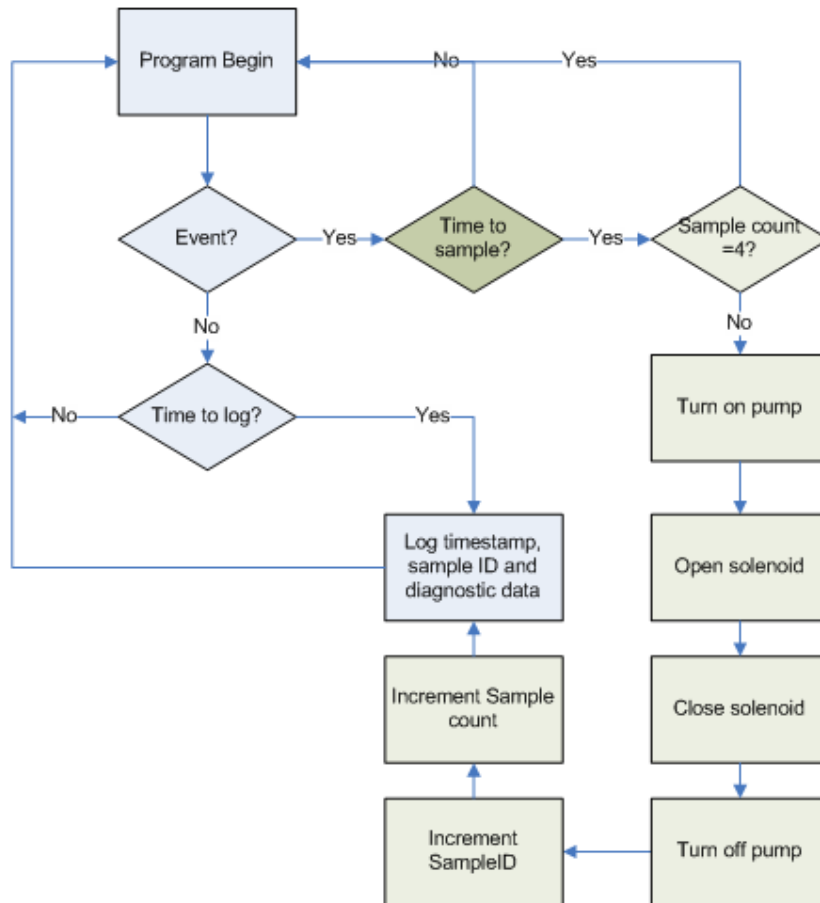 Program Begin
No
Yes
Event?
Yes
Time to
sample?
Yes
Sample count
=4?
No
No
Turn on pump
No
Time to log?
Yes
Log timestamp,
sample ID and
diagnostic data
Open solenoid
Increment Sample
count
Close solenoid
Increment
SampleID
Turn off pump